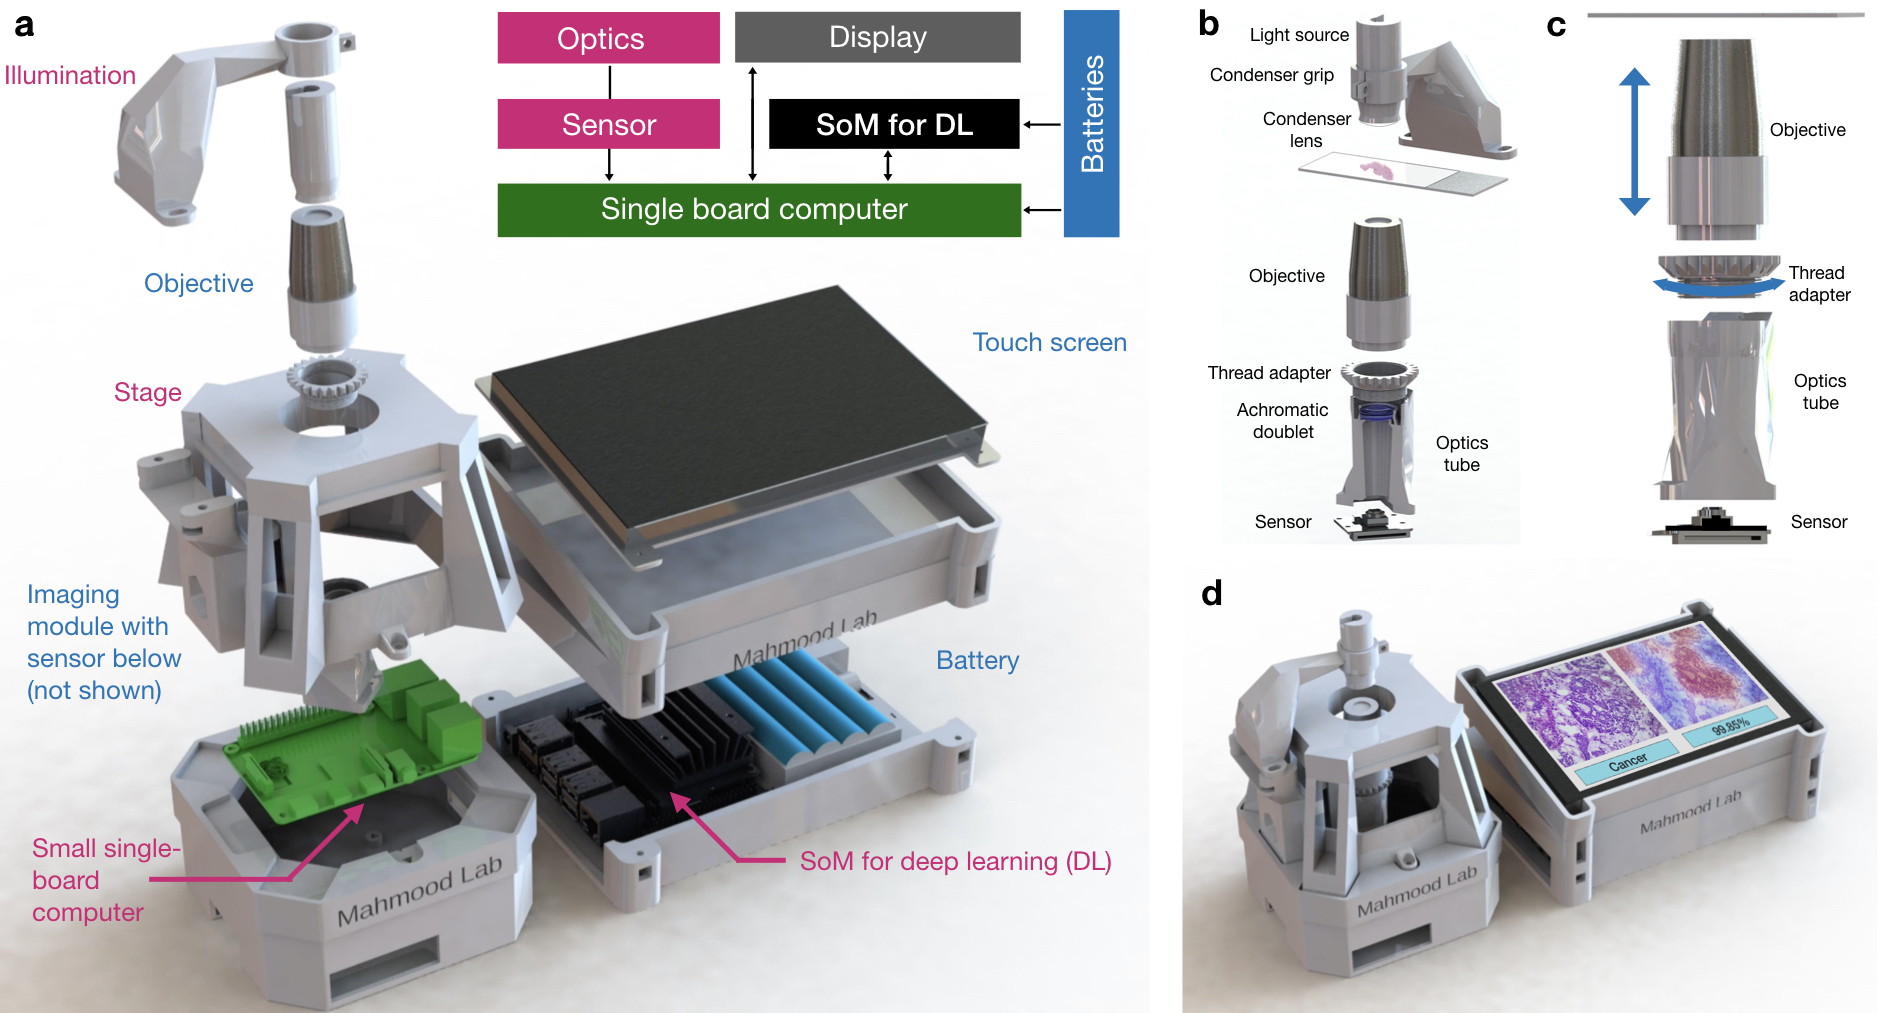 a
Illumination
Optics
Display
Batteries
Sensor
SoM for DL
Single board computer
Objective
Stage
Touch screen
Imaging
module with
sensor below
(not shown)
Mahmood Lab
Battery
Small single-
board
computer
SoM for deep learning (DL)
Mahmood Lab
b
Light source
Condenser grip
Condenser
lens
Objective
Thread adapter
Achromatic
doublet
Optics
tube
Sensor
c
Objective
Thread
adapter
Optics
tube
Sensor
d
Cancer
99.85%
Mahmood Lab
Mahmood Lab